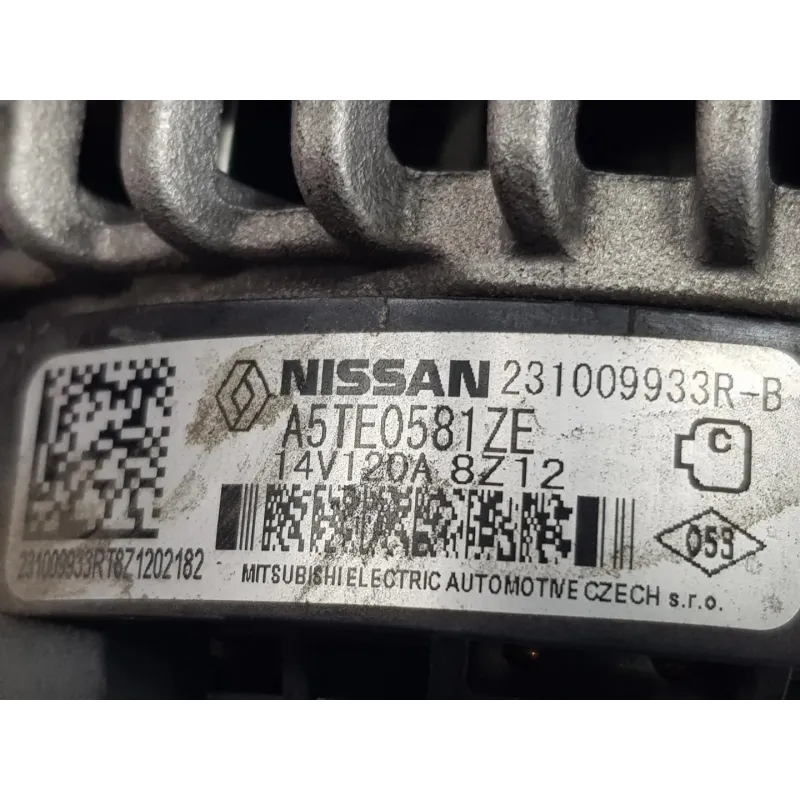 NISSAN 231009933R-B
A5TE0581ZE
14V120A 8Z12
C
053
231009933RT8Z1202182
MITSUBISHI ELECTRIC AUTOMOTIVE CZECH s.r.o.